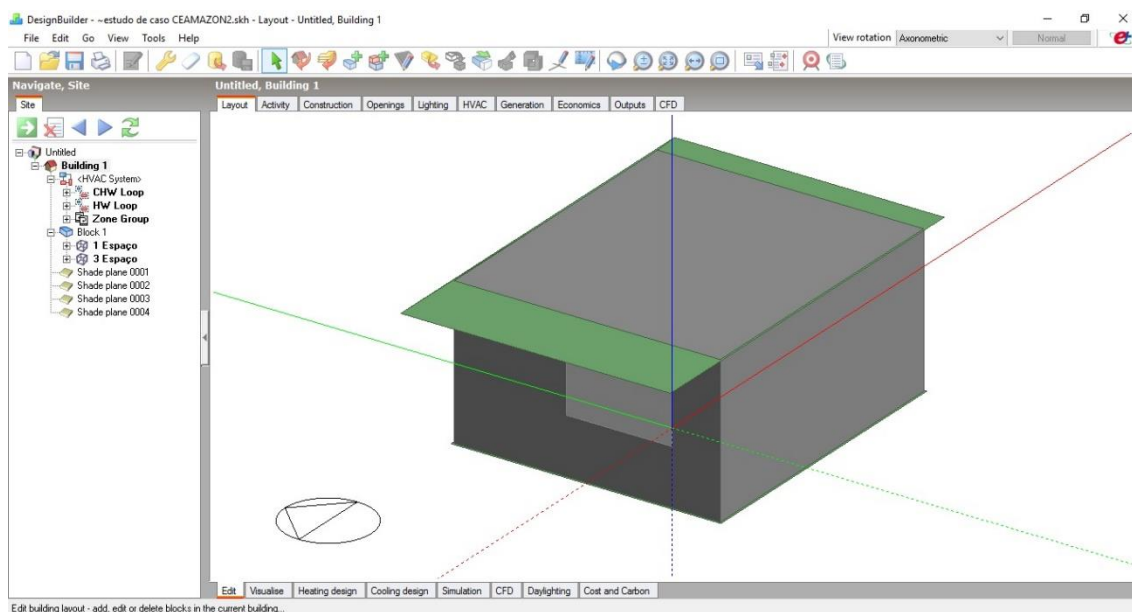 DesignBuilder - ~estudo de caso CEAMAZON2.skh - Layout - Untitled, Building 1
File Edit Go View Tools Help
View rotation Axonometric Normal
Navigate, Site
Untitled, Building 1
Site
Layout Activity Construction Openings Lighting HVAC Generation Economics Outputs CFD
Untitled
Building 1
<HVAC System>
CHW Loop
HW Loop
Zone Group
Block 1
1 Espaço
3 Espaço
Shade plane 0001
Shade plane 0002
Shade plane 0003
Shade plane 0004
Edit Visualise Heating design Cooling design Simulation CFD Daylighting Cost and Carbon
Edit building layout - add, edit or delete blocks in the current building...